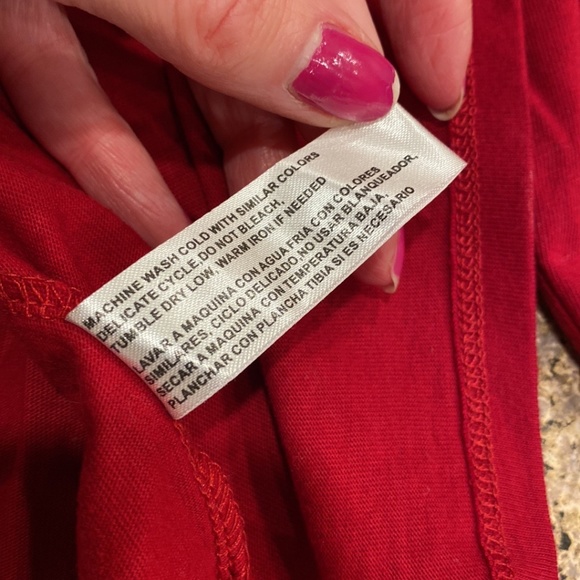 MACHINE WASH COLD WITH SIMILAR COLORS
DELICATE CYCLE. DO NOT BLEACH,
TUMBLE DRY LOW, WARM IRON IF NEEDED
LAVAR A MAQUINA CON AGUA FRIA CON COLORES
SIMILARES, CICLO DELICADO. NO USAR BLANQUEADOR.
SECAR A MAQUINA CON TEMPERATURA BAJA,
PLANCHAR CON PLANCHA TIBIA SI ES NECESARIO